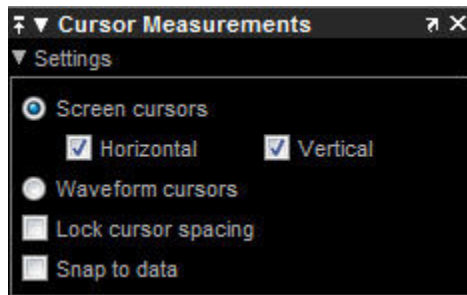 Cursor Measurements
Settings
Screen cursors
Horizontal Vertical
Waveform cursors
Lock cursor spacing
Snap to data